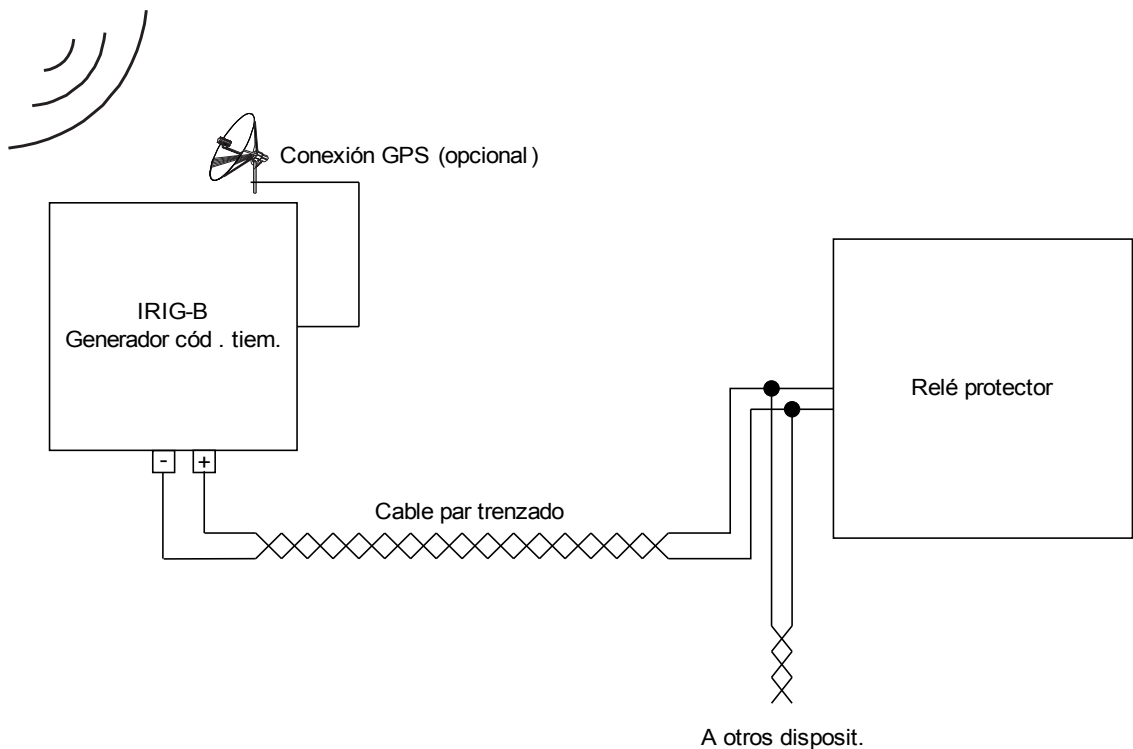 Conexión GPS (opcional)
IRIG-B
Generador cód . tiem.
Relé protector
- +
Cable par trenzado
A otros disposit.